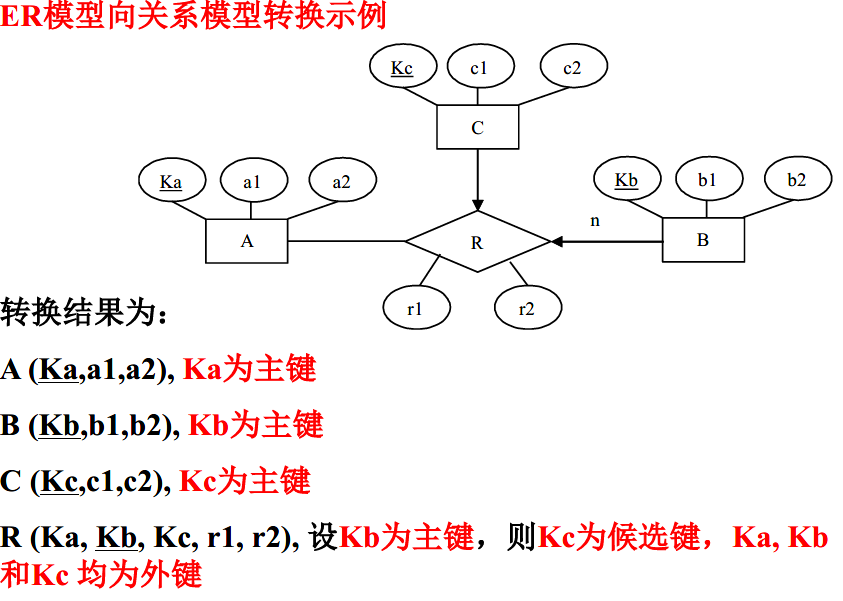 ER模型向关系模型转换示例
Kc c1 c2
C
Ka a1 a2
Kb b1 b2
n
A R B
r1 r2
转换结果为：
A (Ka,a1,a2), Ka为主键
B (Kb,b1,b2), Kb为主键
C (Kc,c1,c2), Kc为主键
R (Ka, Kb, Kc, r1, r2), 设Kb为主键，则Kc为候选键，Ka, Kb
和Kc 均为外键